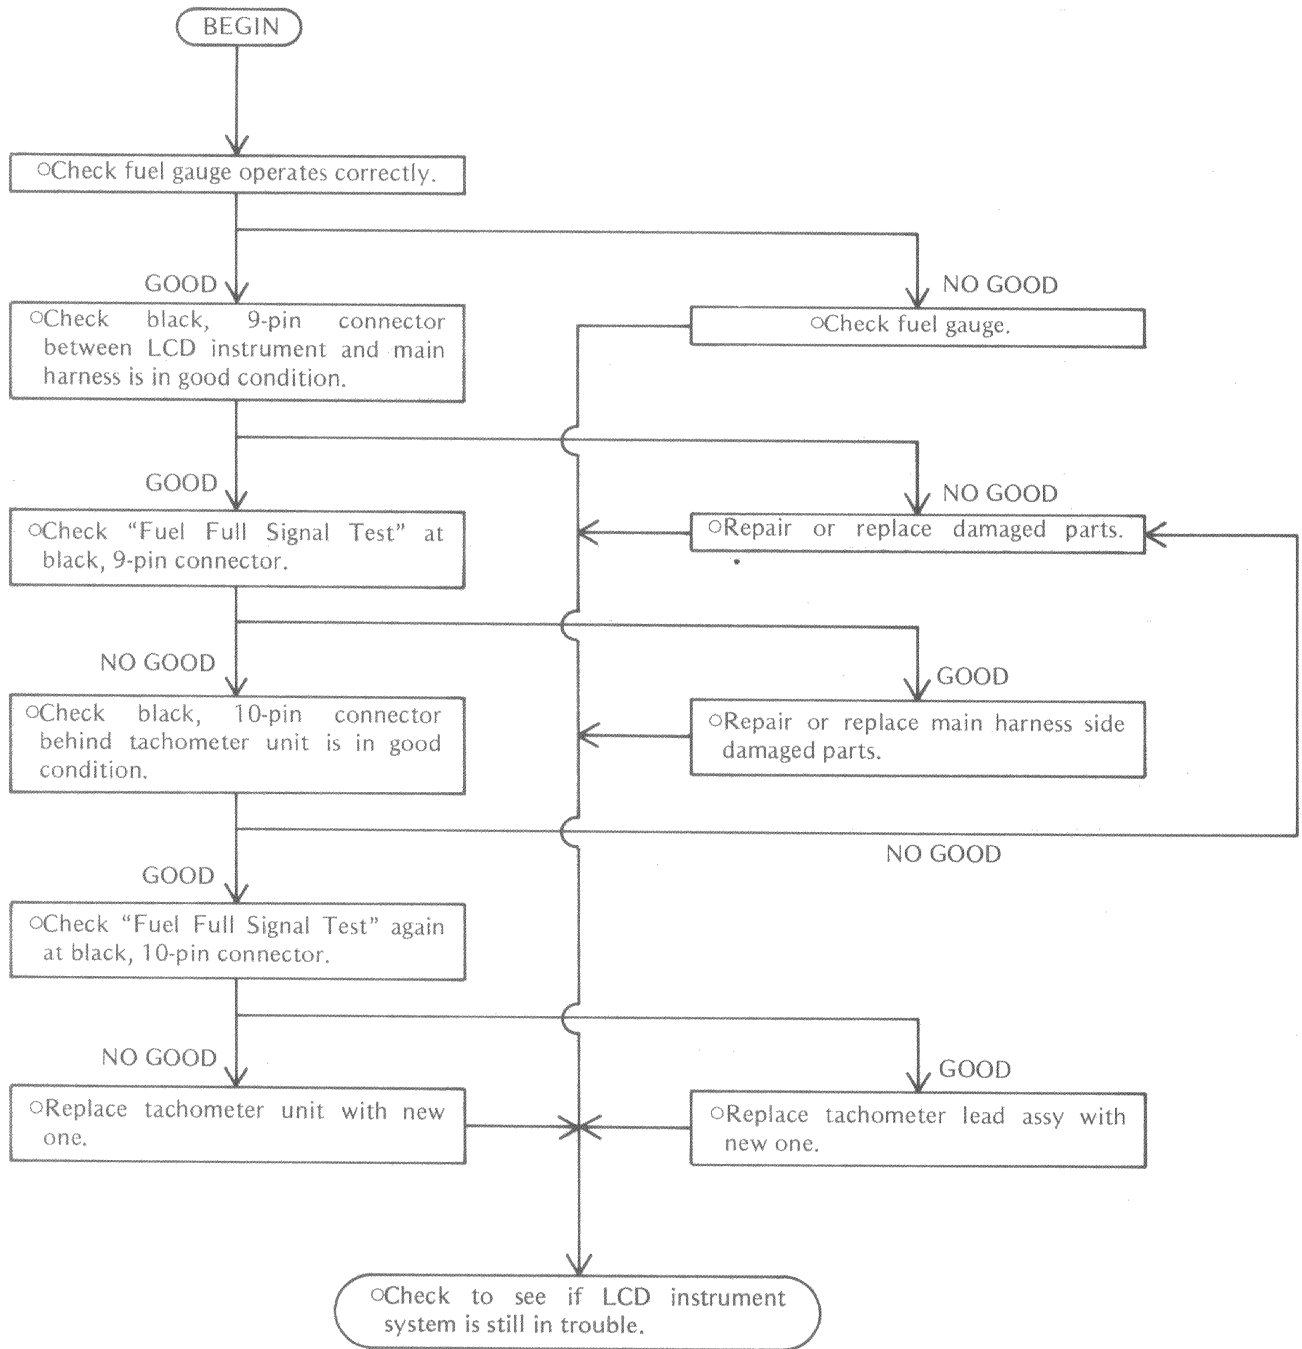 BEGIN
○Check fuel gauge operates correctly.
GOOD
NO GOOD
○Check black, 9-pin connector
between LCD instrument and main
harness is in good condition.
○Check fuel gauge.
GOOD
NO GOOD
○Check “Fuel Full Signal Test” at
black, 9-pin connector.
○Repair or replace damaged parts.
NO GOOD
GOOD
○Check black, 10-pin connector
behind tachometer unit is in good
condition.
○Repair or replace main harness side
damaged parts.
NO GOOD
GOOD
○Check “Fuel Full Signal Test” again
at black, 10-pin connector.
NO GOOD
GOOD
○Replace tachometer unit with new
one.
○Replace tachometer lead assy with
new one.
○Check to see if LCD instrument
system is still in trouble.